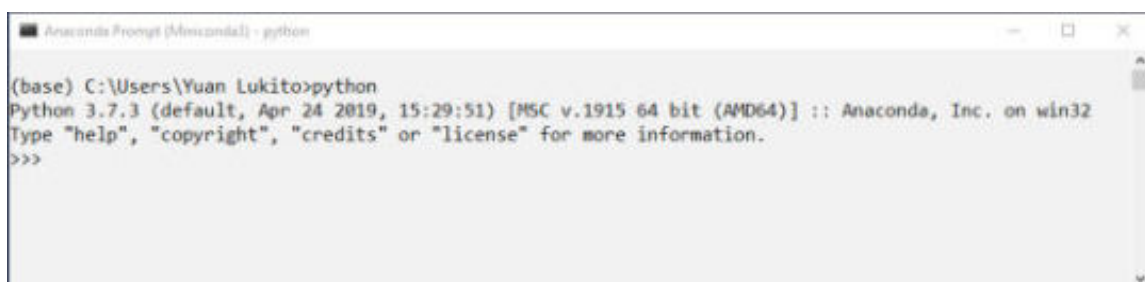 Anaconda Prompt (Miniconda3) - python
(base) C:\Users\Yuan Lukito>python
Python 3.7.3 (default, Apr 24 2019, 15:29:51) [MSC v.1915 64 bit (AMD64)] :: Anaconda, Inc. on win32
Type "help", "copyright", "credits" or "license" for more information.
>>>